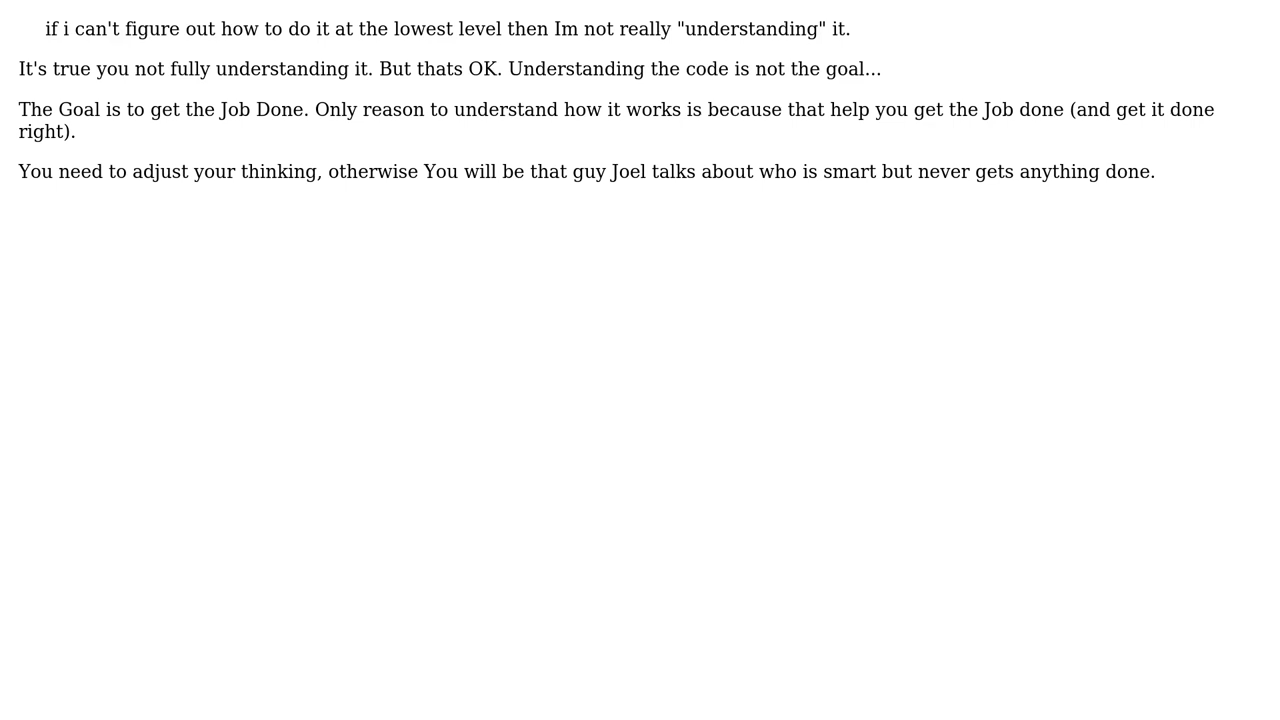 if i can't figure out how to do it at the lowest level then Im not really "understanding" it.
It's true you not fully understanding it. But thats OK. Understanding the code is not the goal...
The Goal is to get the Job Done. Only reason to understand how it works is because that help you get the Job done (and get it done
right).
You need to adjust your thinking, otherwise You will be that guy Joel talks about who is smart but never gets anything done.